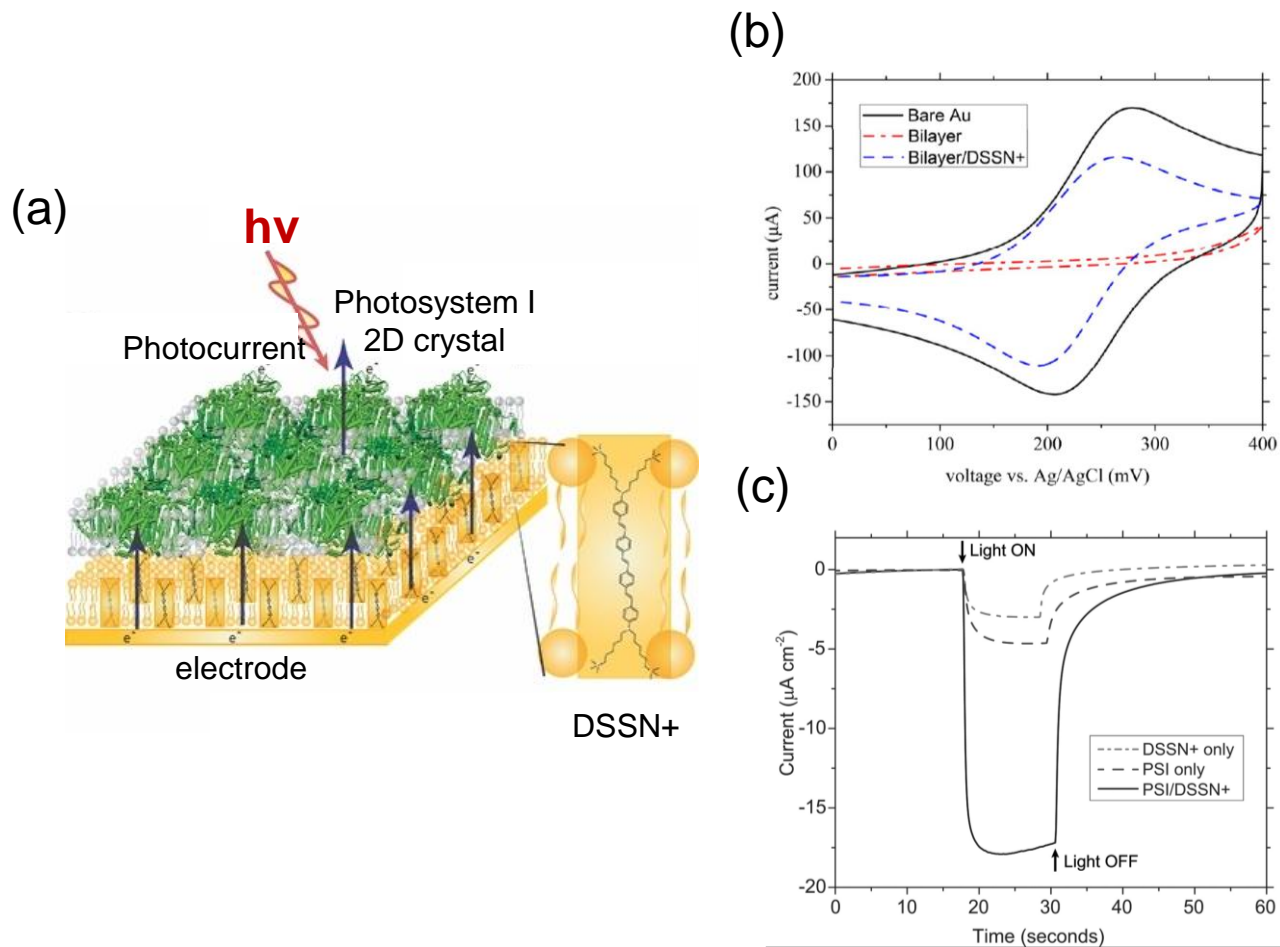 (a)
hν
Photosystem I
2D crystal
Photocurrent
e⁻ e⁻ e⁻
e⁻
e⁻
e⁻
e⁻ e⁻ e⁻
electrode
DSSN+
(b)
200
150
100
50
0
-50
-100
-150
current (µA)
Bare Au
Bilayer
Bilayer/DSSN+
0 100 200 300 400
voltage vs. Ag/AgCl (mV)
(c)
0
-5
-10
-15
-20
Current (µA cm⁻²)
Light ON
DSSN+ only
PSI only
PSI/DSSN+
Light OFF
0 10 20 30 40 50 60
Time (seconds)